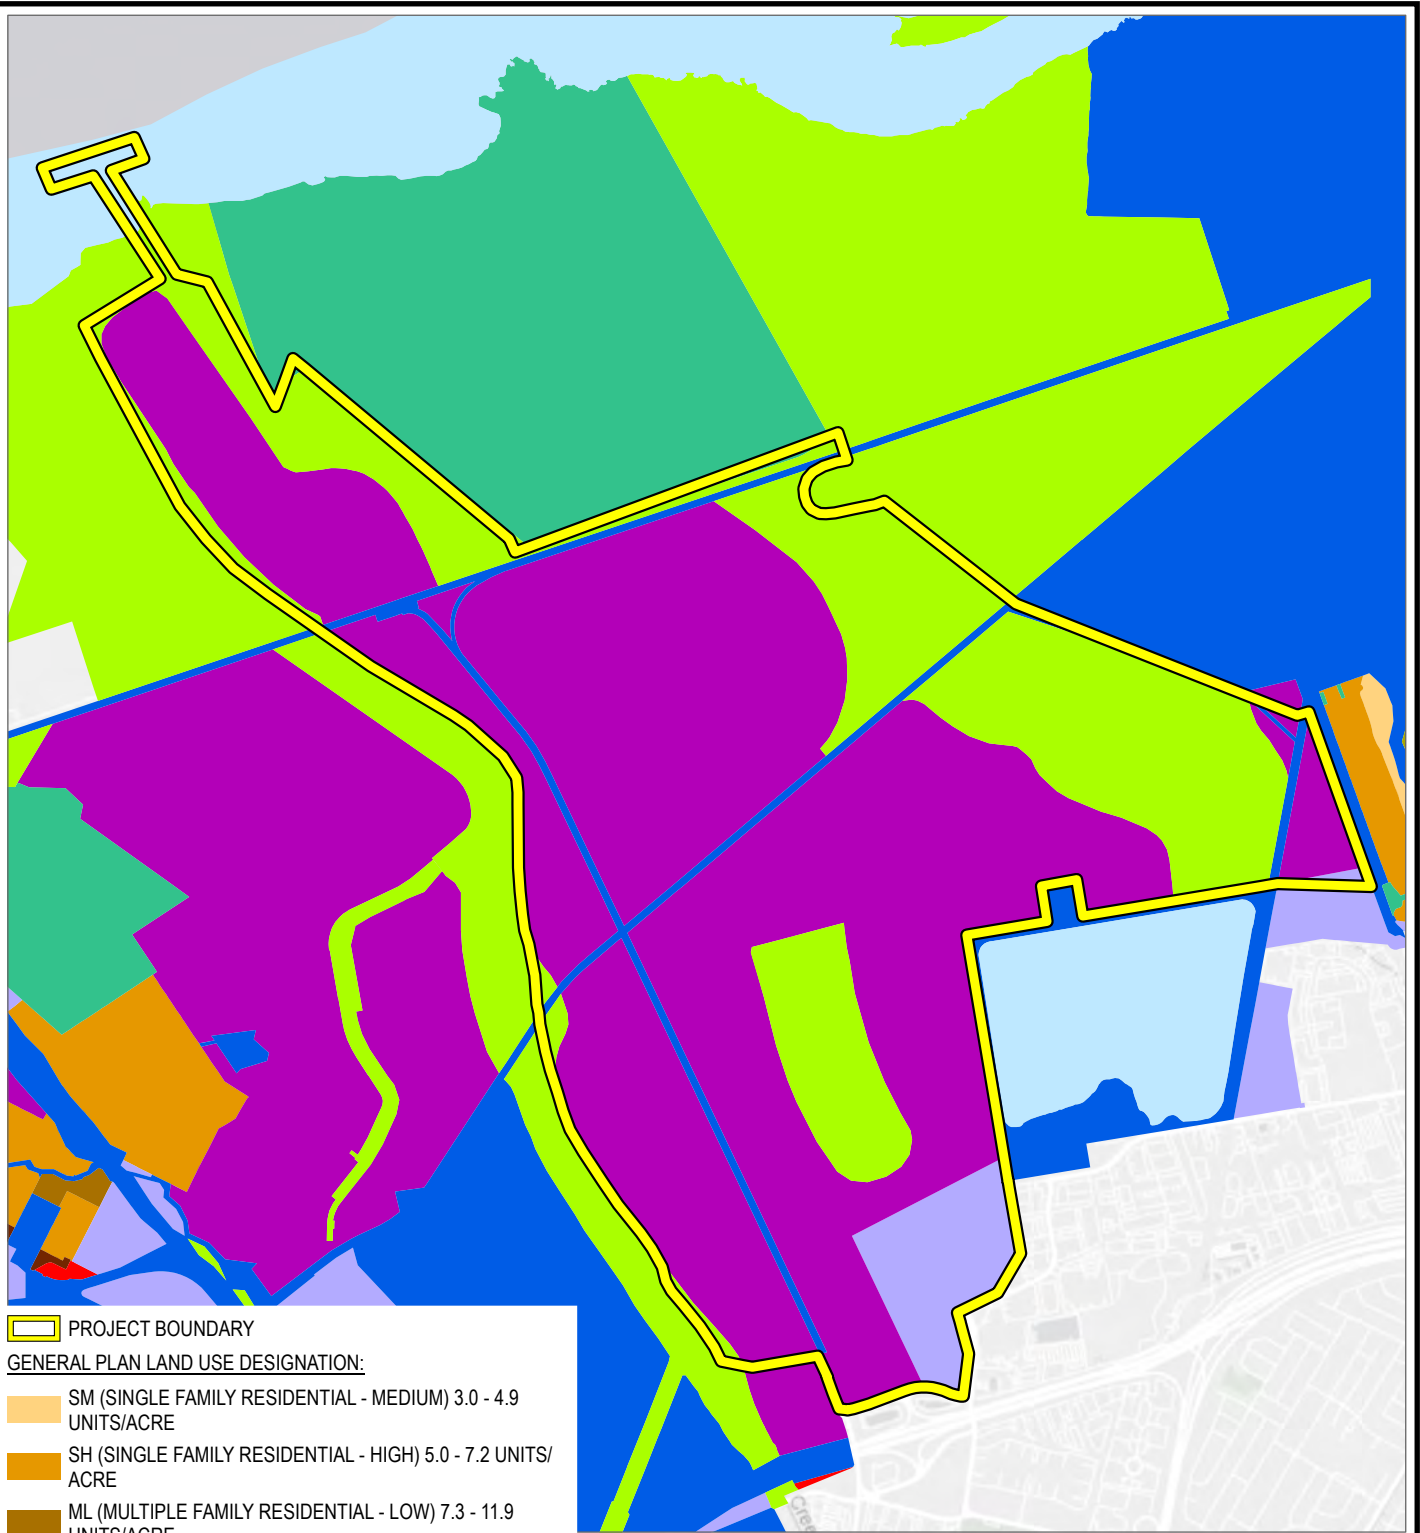 PROJECT BOUNDARY
GENERAL PLAN LAND USE DESIGNATION:
SM (SINGLE FAMILY RESIDENTIAL - MEDIUM) 3.0 - 4.9
UNITS/ACRE
SH (SINGLE FAMILY RESIDENTIAL - HIGH) 5.0 - 7.2 UNITS/
ACRE
ML (MULTIPLE FAMILY RESIDENTIAL - LOW) 7.3 - 11.9
UNITS/ACRE